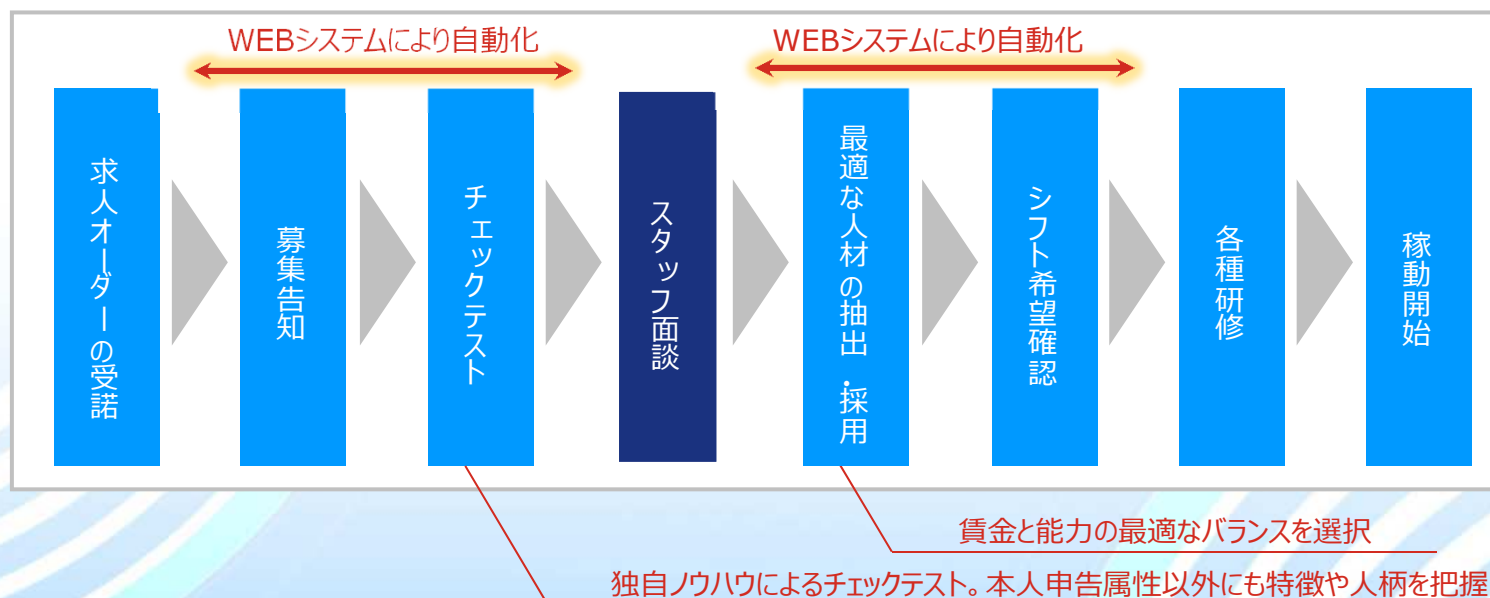 WEBシステムにより自動化
WEBシステムにより自動化
求人オーダーの受諾
募集告知
チェックテスト
スタッフ面談
最適な人材の抽出・採用
シフト希望確認
各種研修
稼動開始
賃金と能力の最適なバランスを選択
独自ノウハウによるチェックテスト。本人申告属性以外にも特徴や人柄を把握